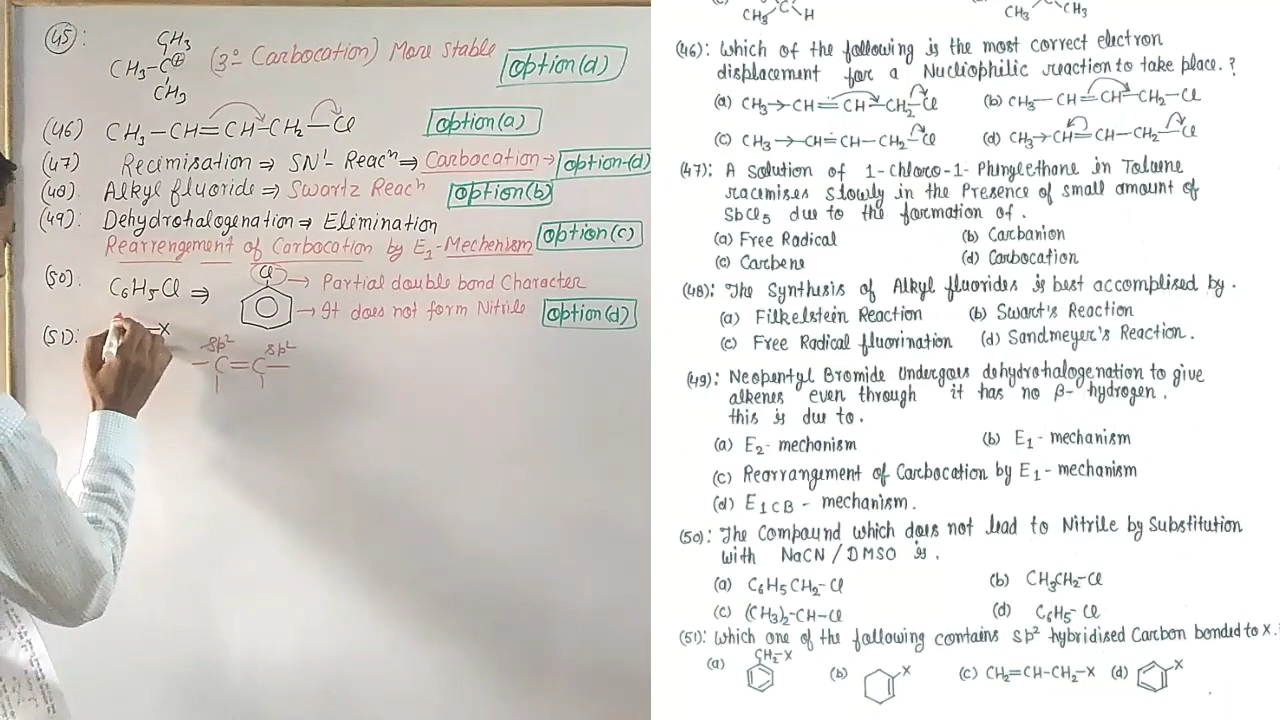 (45):
CH3
CH3-C⊕ (3° Carbocation) More Stable option(d)
CH3
(46) CH3-CH=CH-CH2-Cl option(a)
(47) Recimisation ⇒ SN1- Reacn⇒ Carbocation→ option-(d)
(48). Alkyl fluoride ⇒ Swartz Reacn option(b)
(49): Dehydrohalogenation ⇒ Elimination
Rearrengement of Carbocation by E1-Mechenism option(c)
(50). C6H5Cl ⇒ Cl → Partial double bond Character
→ It does not form Nitrile option(d)
(51): -X
sp2 sp2
-C=C-
CH3 C H
CH3 C CH3
(46): Which of the following is the most correct electron
displacement for a Nucliophilic reaction to take place.?
(a) CH3→CH=CH-CH2-Cl (b) CH3-CH=CH-CH2-Cl
(c) CH3→CH=CH-CH2-Cl (d) CH3→CH=CH-CH2-Cl
(47): A solution of 1-Chloro-1-Phenylethane in Toluene
racemises slowly in the Presence of small amount of
SbCl5 due to the formation of.
(a) Free Radical (b) Carbanion
(c) Carbene (d) Carbocation
(48): The Synthesis of Alkyl fluorides is best accomplised by.
(a) Filkelstein Reaction (b) Swart's Reaction
(c) Free Radical fluorination (d) Sandmeyer's Reaction.
(49): Neopentyl Bromide Undergoes dehydrohalogenation to give
alkenes even through it has no β- hydrogen.
this is due to.
(a) E2- mechanism (b) E1- mechanism
(c) Rearrangement of Carbocation by E1- mechanism
(d) E1CB - mechanism.
(50): The Compound which does not lead to Nitrile by Substitution
with NaCN/DMSO is.
(a) C6H5CH2-Cl (b) CH3CH2-Cl
(c) (CH3)2-CH-Cl (d) C6H5-Cl
(51): Which one of the following contains sp2 hybridised Carbon bonded to X.
(a) CH2-X (b) X (c) CH2=CH-CH2-X (d) X